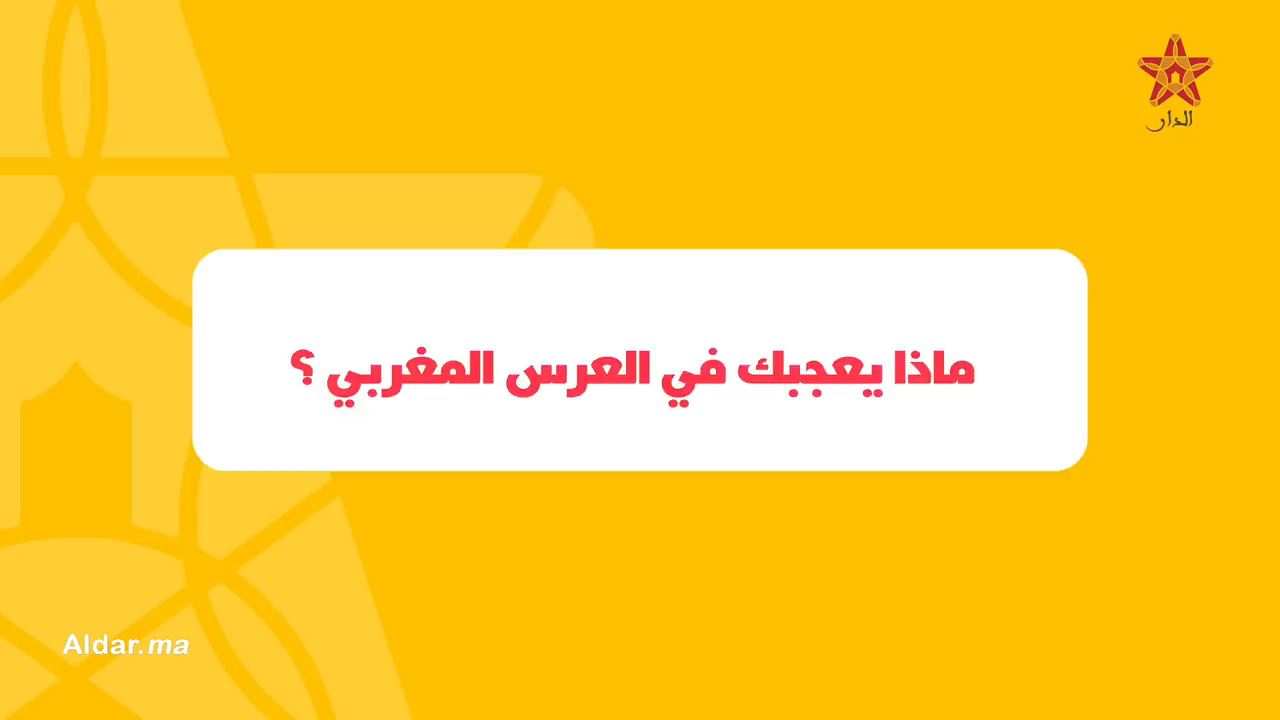 الدار
ماذا يعجبك في العرس المغربي ؟
Aldar.ma